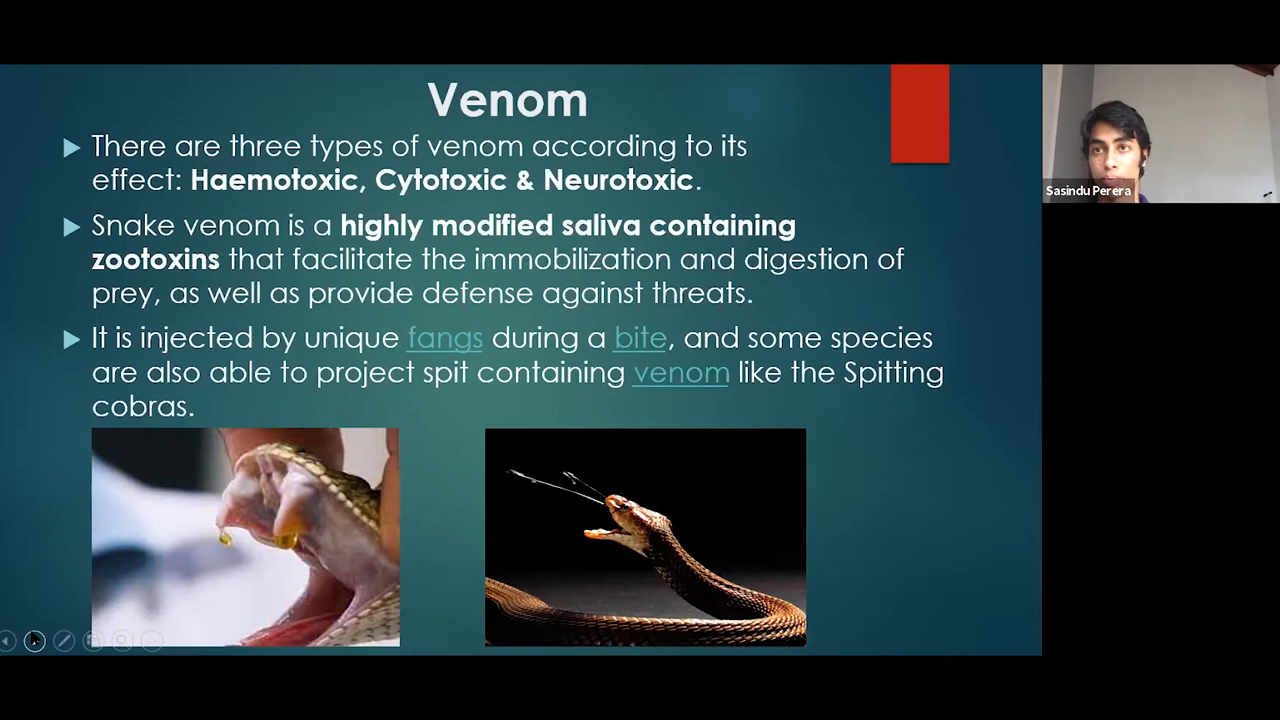 Venom
There are three types of venom according to its
effect: Haemotoxic, Cytotoxic & Neurotoxic.
Snake venom is a highly modified saliva containing
zootoxins that facilitate the immobilization and digestion of
prey, as well as provide defense against threats.
It is injected by unique fangs during a bite, and some species
are also able to project spit containing venom like the Spitting
cobras.
Sasindu Perera